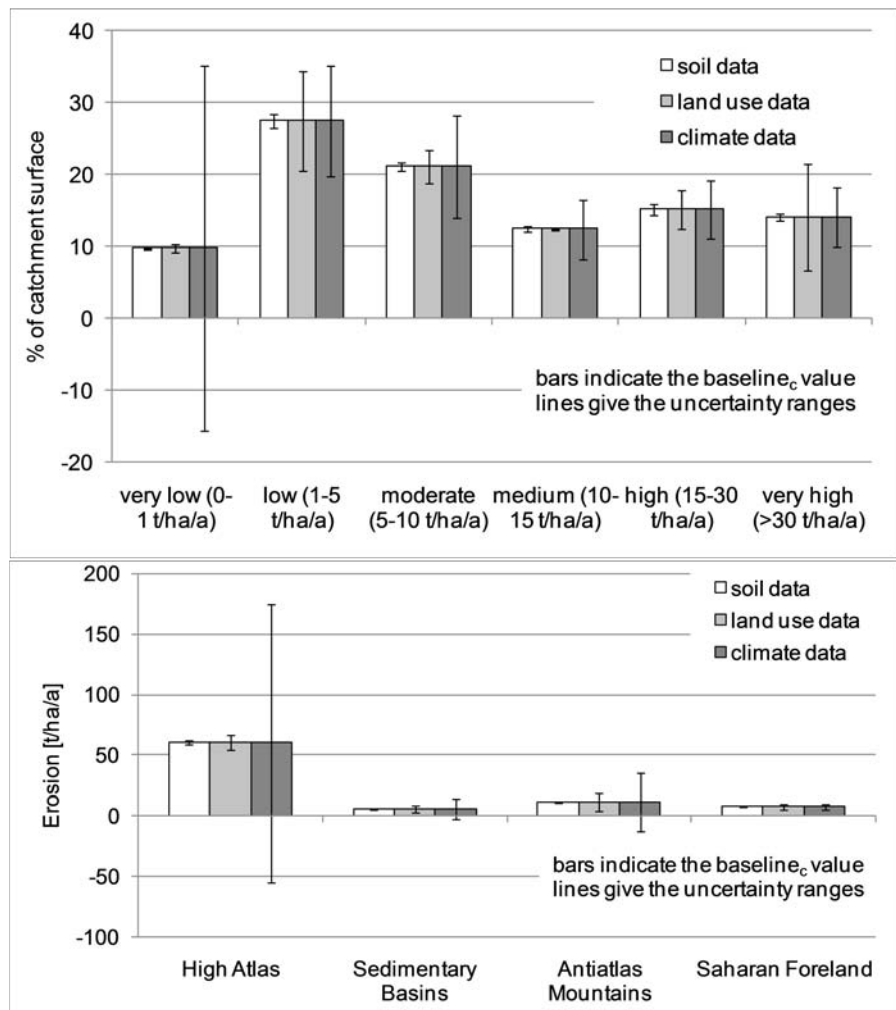 40
30
20
10
0
-10
-20
% of catchment surface
soil data
land use data
climate data
bars indicate the baselinec value
lines give the uncertainty ranges
very low (0-
1 t/ha/a)
low (1-5
t/ha/a)
moderate
(5-10 t/ha/a)
medium (10-
15 t/ha/a)
high (15-30
t/ha/a)
very high
(>30 t/ha/a)
200
150
100
50
0
-50
-100
Erosion [t/ha/a]
soil data
land use data
climate data
bars indicate the baselinec value
lines give the uncertainty ranges
High Atlas
Sedimentary
Basins
Antiatlas
Mountains
Saharan Foreland